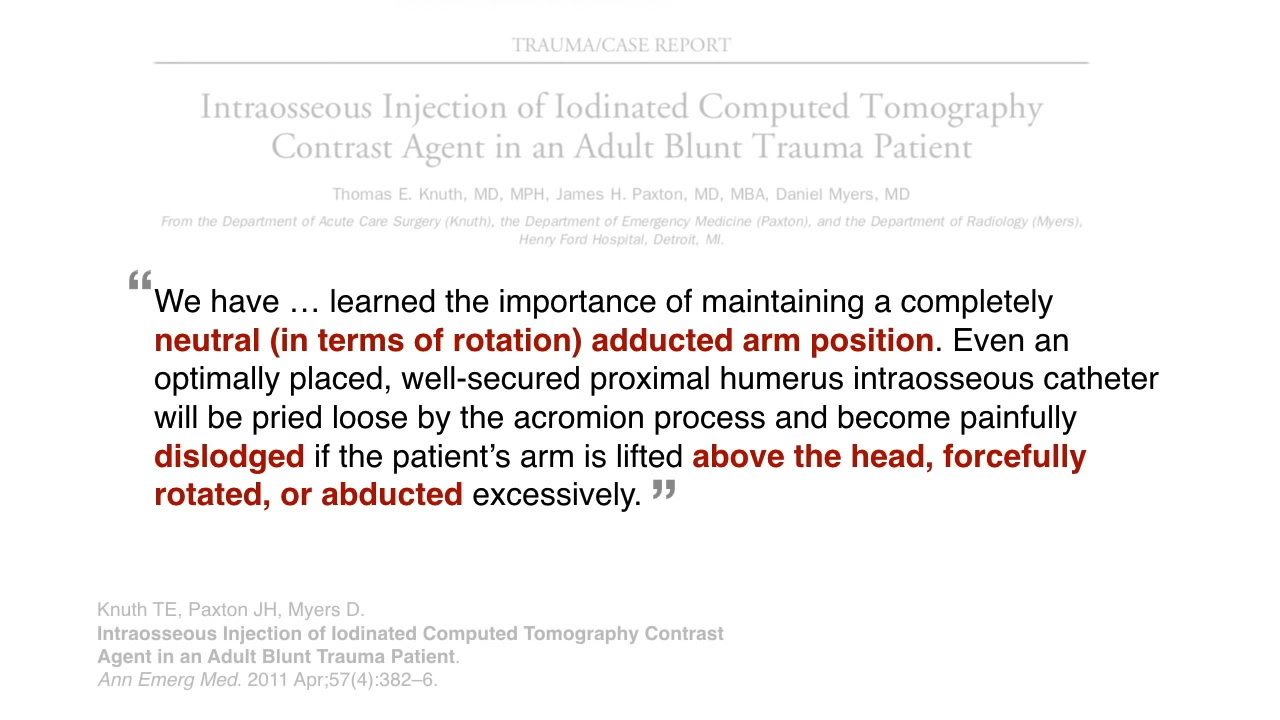 TRAUMA/CASE REPORT
Intraosseous Injection of Iodinated Computed Tomography
Contrast Agent in an Adult Blunt Trauma Patient
Thomas E. Knuth, MD, MPH, James H. Paxton, MD, MBA, Daniel Myers, MD
From the Department of Acute Care Surgery (Knuth), the Department of Emergency Medicine (Paxton), and the Department of Radiology (Myers),
Henry Ford Hospital, Detroit, MI.
“We have … learned the importance of maintaining a completely
neutral (in terms of rotation) adducted arm position. Even an
optimally placed, well-secured proximal humerus intraosseous catheter
will be pried loose by the acromion process and become painfully
dislodged if the patient’s arm is lifted above the head, forcefully
rotated, or abducted excessively. ”
Knuth TE, Paxton JH, Myers D.
Intraosseous Injection of Iodinated Computed Tomography Contrast
Agent in an Adult Blunt Trauma Patient.
Ann Emerg Med. 2011 Apr;57(4):382–6.